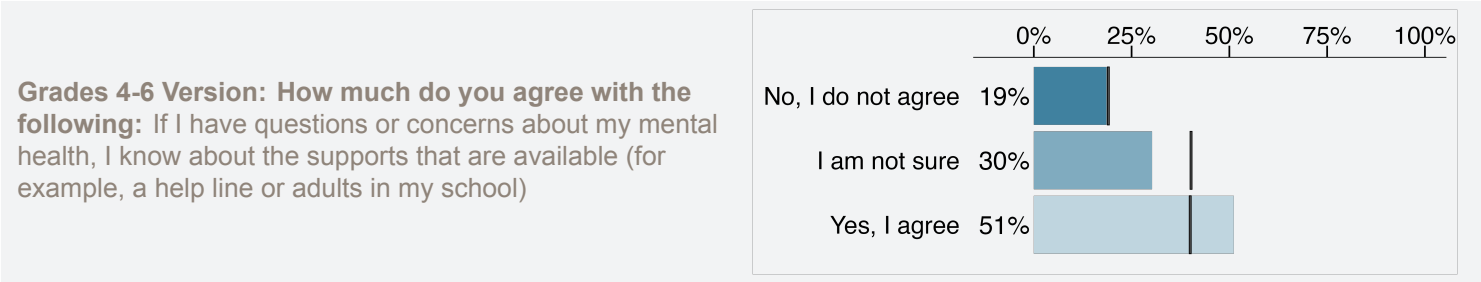 Grades 4-6 Version: How much do you agree with the
following: If I have questions or concerns about my mental
health, I know about the supports that are available (for
example, a help line or adults in my school)
0% 25% 50% 75% 100%
No, I do not agree 19%
I am not sure 30%
Yes, I agree 51%